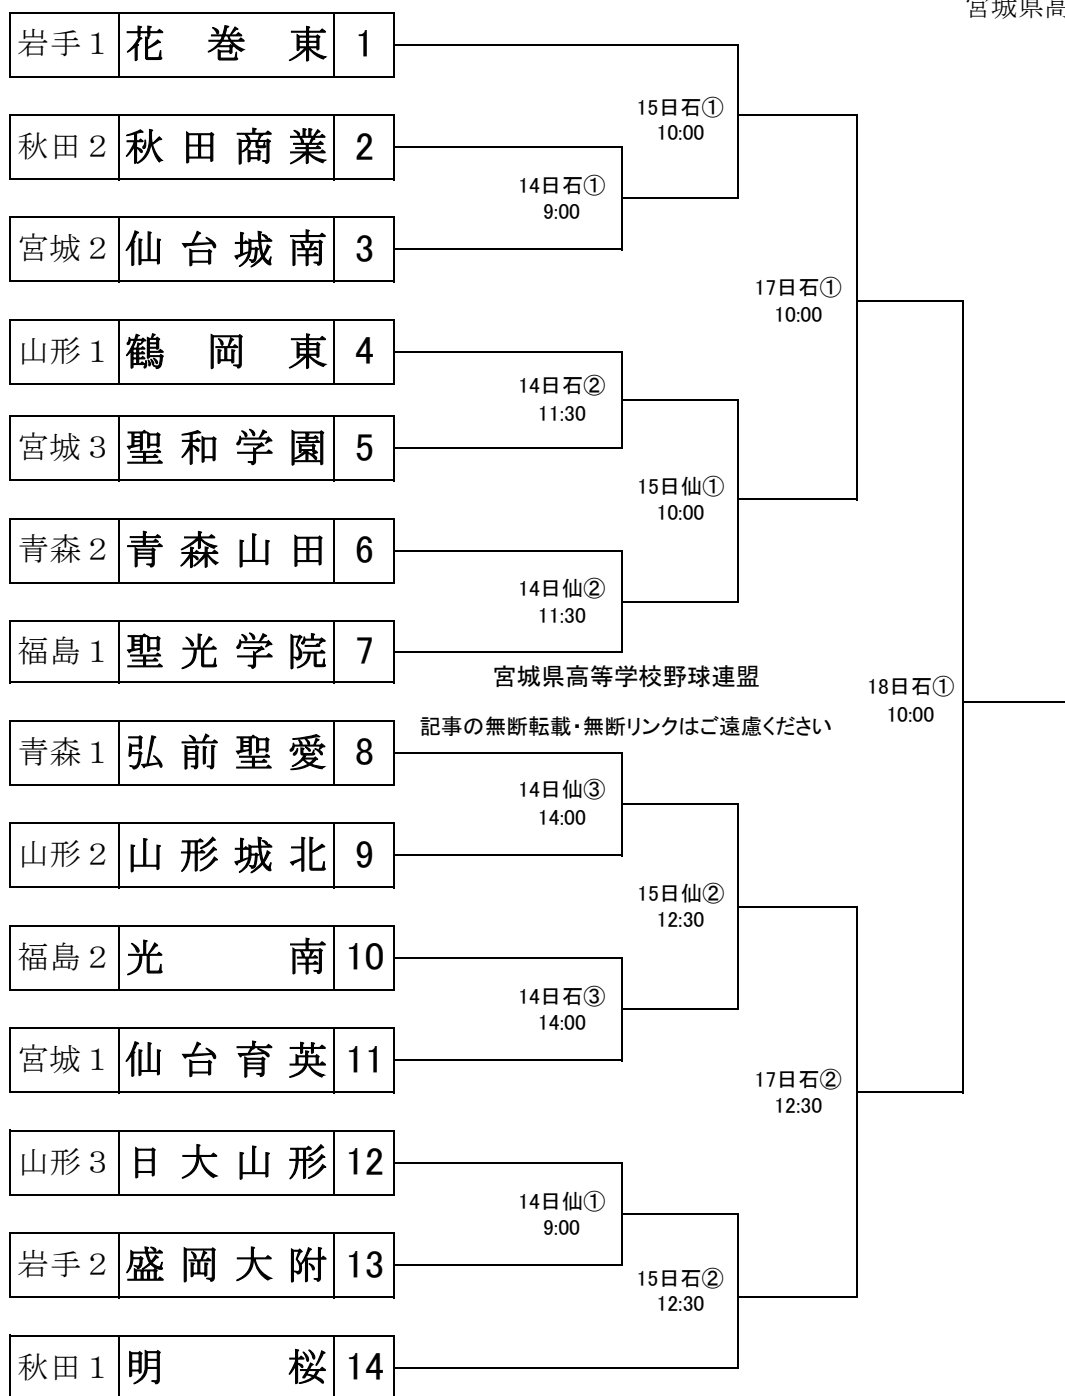 宮城県高
岩手1 花巻東 1
15日石①
10:00
秋田2 秋田商業 2
14日石①
9:00
宮城2 仙台城南 3
17日石①
10:00
山形1 鶴岡東 4
14日石②
11:30
宮城3 聖和学園 5
15日仙①
10:00
青森2 青森山田 6
14日仙②
11:30
福島1 聖光学院 7
宮城県高等学校野球連盟
18日石①
10:00
記事の無断転載・無断リンクはご遠慮ください
青森1 弘前聖愛 8
14日仙③
14:00
山形2 山形城北 9
15日仙②
12:30
福島2 光南 10
14日石③
14:00
宮城1 仙台育英 11
17日石②
12:30
山形3 日大山形 12
14日仙①
9:00
岩手2 盛岡大附 13
15日石②
12:30
秋田1 明桜 14